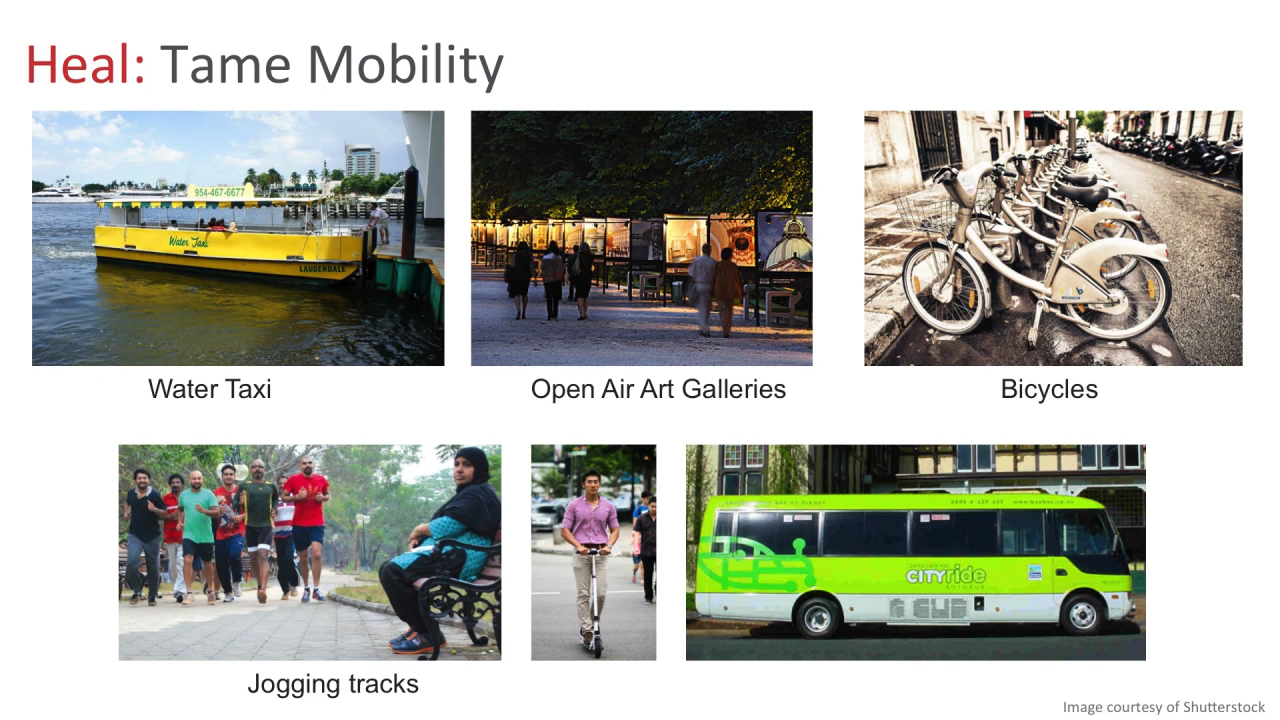 Heal: Tame Mobility
954-467-6677
Water Taxi
LAUDERDALE
Water Taxi
Open Air Art Galleries
Bicycles
CITYride
Jogging tracks
Image courtesy of Shutterstock